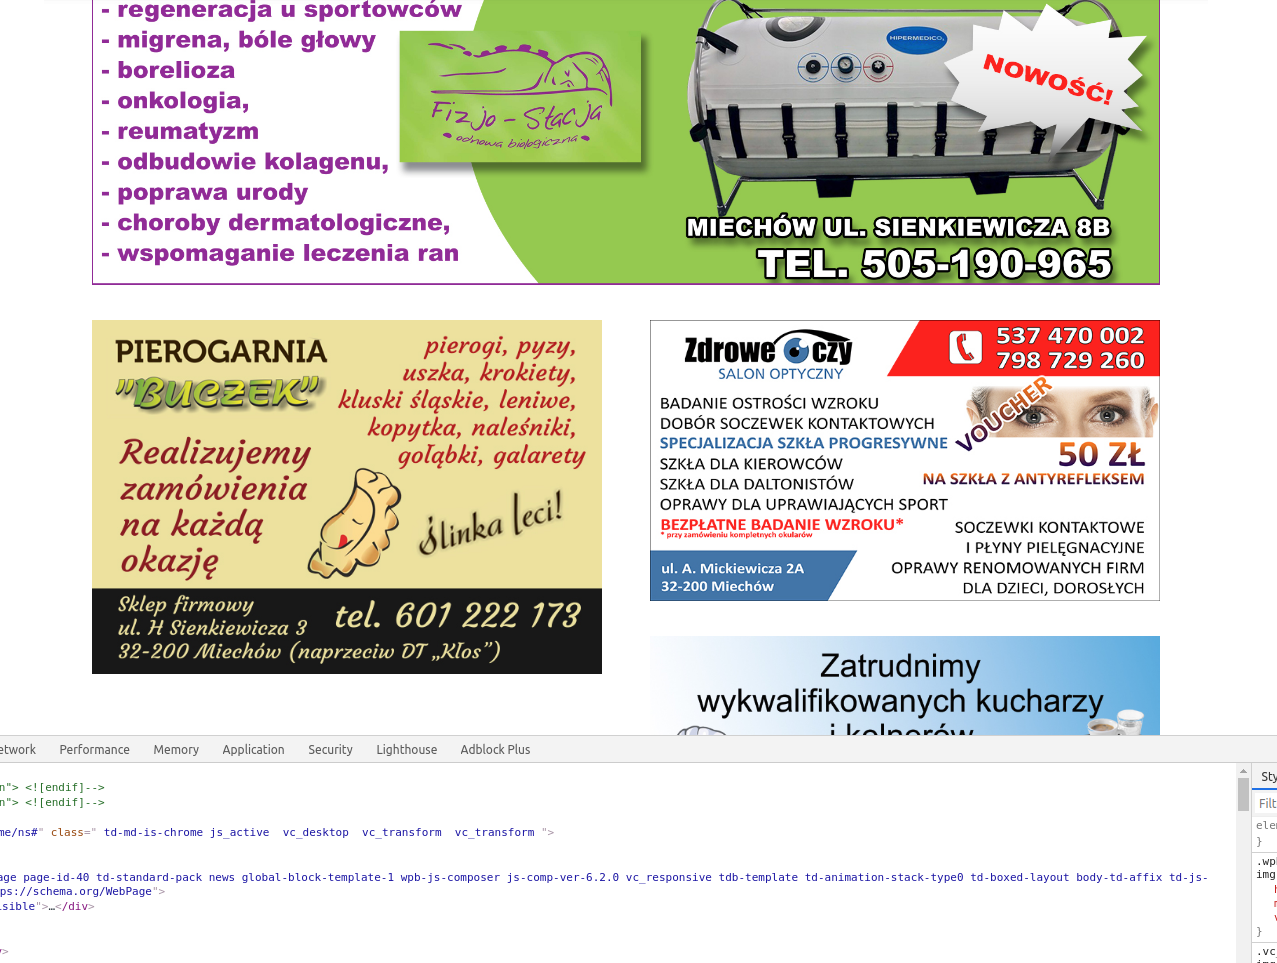 - regeneracja u sportowców
- migrena, bóle głowy
- borelioza
- onkologia,
- reumatyzm
- odbudowie kolagenu,
- poprawa urody
- choroby dermatologiczne,
- wspomaganie leczenia ran
Fizjo-Stacja
odnowa biologiczna
HIPERMEDICO
NOWOŚĆ!
MIECHÓW UL. SIENKIEWICZA 8B
TEL. 505-190-965
PIEROGARNIA
"BUCZEK"
pierogi, pyzy,
uszka, krokiety,
kluski śląskie, leniwe,
kopytka, naleśniki,
gołąbki, galarety
Realizujemy
zamówienia
na każdą
okazję
Ślinka leci!
Sklep firmowy
ul. H Sienkiewicza 3
32-200 Miechów (naprzeciw DT „Kłos”)
tel. 601 222 173
Zdrowe Oczy
SALON OPTYCZNY
537 470 002
798 729 260
BADANIE OSTROŚCI WZROKU
DOBÓR SOCZEWEK KONTAKTOWYCH
SPECJALIZACJA SZKŁA PROGRESYWNE
SZKŁA DLA KIEROWCÓW
SZKŁA DLA DALTONISTÓW
OPRAWY DLA UPRAWIAJĄCYCH SPORT
BEZPŁATNE BADANIE WZROKU*
* przy zamówieniu kompletnych okularów
VOUCHER
50 ZŁ
NA SZKŁA Z ANTYREFLEKSEM
SOCZEWKI KONTAKTOWE
I PŁYNY PIELĘGNACYJNE
OPRAWY RENOMOWANYCH FIRM
DLA DZIECI, DOROSŁYCH
ul. A. Mickiewicza 2A
32-200 Miechów
Zatrudnimy
wykwalifikowanych kucharzy
i kelnerów
etwork Performance Memory Application Security Lighthouse Adblock Plus
n"> <![endif]-->
n"> <![endif]-->
me/ns#" class=" td-md-is-chrome js_active  vc_desktop  vc_transform  vc_transform ">
age page-id-40 td-standard-pack news global-block-template-1 wpb-js-composer js-comp-ver-6.2.0 vc_responsive tdb-template td-animation-stack-type0 td-boxed-layout body-td-affix td-js-
ps://schema.org/WebPage">
isible">…</div>
>
Sty
Filt
elem
}
.wpl
img
}
.vc_